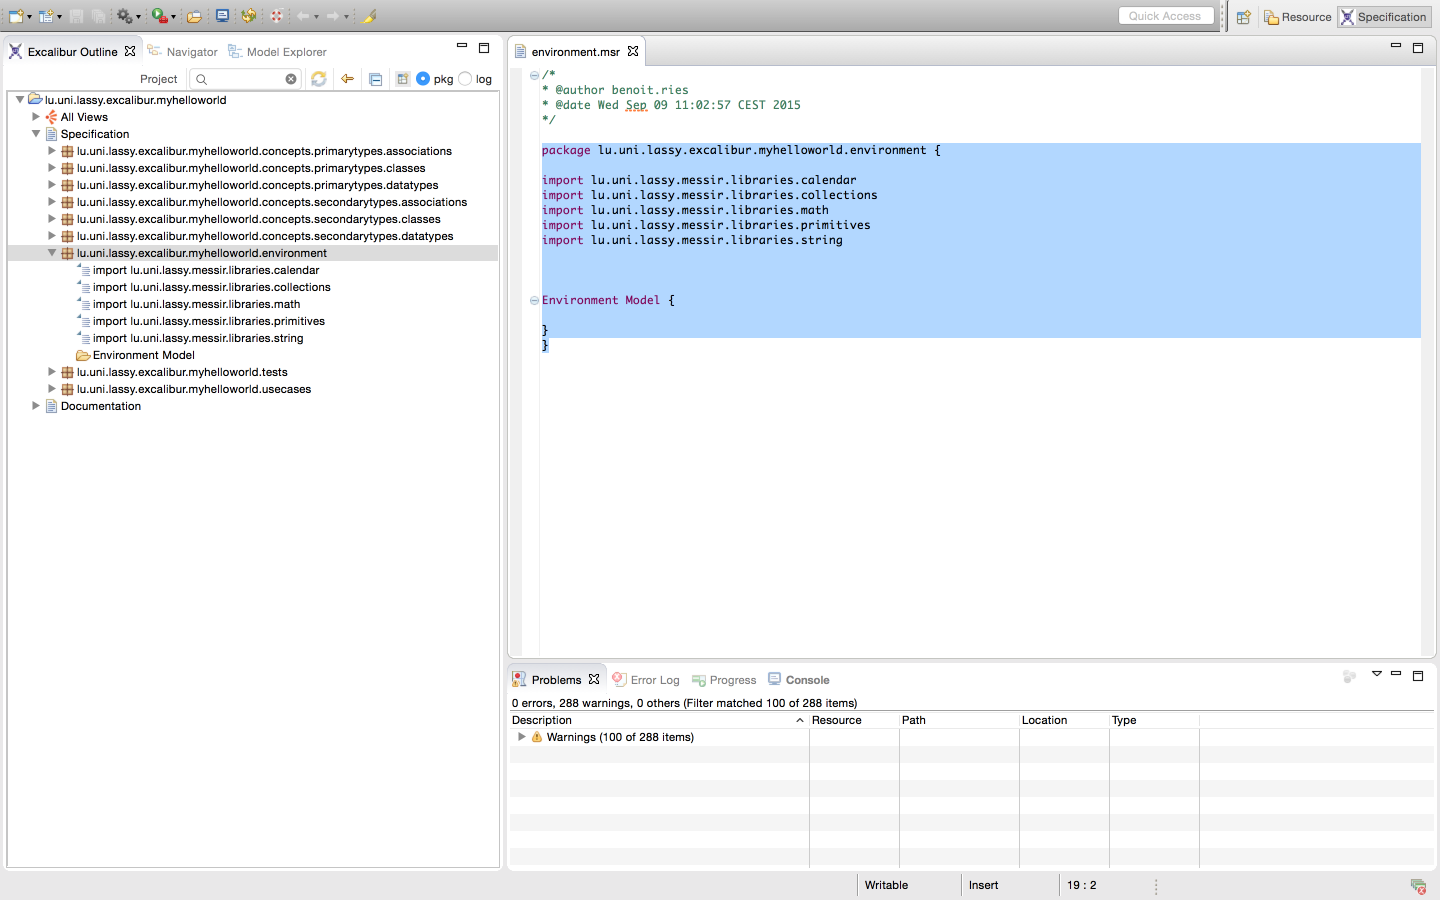 Quick Access
Resource
Specification
Excalibur Outline
Navigator
Model Explorer
Project
pkg
log
lu.uni.lassy.excalibur.myhelloworld
All Views
Specification
lu.uni.lassy.excalibur.myhelloworld.concepts.primarytypes.associations
lu.uni.lassy.excalibur.myhelloworld.concepts.primarytypes.classes
lu.uni.lassy.excalibur.myhelloworld.concepts.primarytypes.datatypes
lu.uni.lassy.excalibur.myhelloworld.concepts.secondarytypes.associations
lu.uni.lassy.excalibur.myhelloworld.concepts.secondarytypes.classes
lu.uni.lassy.excalibur.myhelloworld.concepts.secondarytypes.datatypes
lu.uni.lassy.excalibur.myhelloworld.environment
import lu.uni.lassy.messir.libraries.calendar
import lu.uni.lassy.messir.libraries.collections
import lu.uni.lassy.messir.libraries.math
import lu.uni.lassy.messir.libraries.primitives
import lu.uni.lassy.messir.libraries.string
Environment Model
lu.uni.lassy.excalibur.myhelloworld.tests
lu.uni.lassy.excalibur.myhelloworld.usecases
Documentation
environment.msr
/*
* @author benoit.ries
* @date Wed Sep 09 11:02:57 CEST 2015
*/
package lu.uni.lassy.excalibur.myhelloworld.environment {
import lu.uni.lassy.messir.libraries.calendar
import lu.uni.lassy.messir.libraries.collections
import lu.uni.lassy.messir.libraries.math
import lu.uni.lassy.messir.libraries.primitives
import lu.uni.lassy.messir.libraries.string
Environment Model {
}
}
Problems
Error Log
Progress
Console
0 errors, 288 warnings, 0 others (Filter matched 100 of 288 items)
Description
Resource
Path
Location
Type
Warnings (100 of 288 items)
Writable
Insert
19 : 2